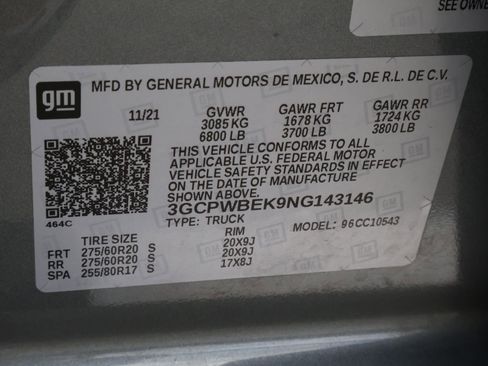 SEE OWNE
gm
MFD BY GENERAL MOTORS DE MEXICO, S. DE R.L. DE C.V.
11/21 GVWR GAWR FRT GAWR RR
3085 KG 1678 KG 1724 KG
6800 LB 3700 LB 3800 LB
THIS VEHICLE CONFORMS TO ALL
APPLICABLE U.S. FEDERAL MOTOR
VEHICLE SAFETY STANDARDS IN EFFECT
ON THE DATE OF MANUFACTURE
SHOWN ABOVE.
464C 3GCPWBEK9NG143146
TYPE: TRUCK MODEL: 96CC10543
TIRE SIZE RIM
FRT 275/60R20 S 20X9J
RR 275/60R20 S 20X9J
SPA 255/80R17 S 17X8J